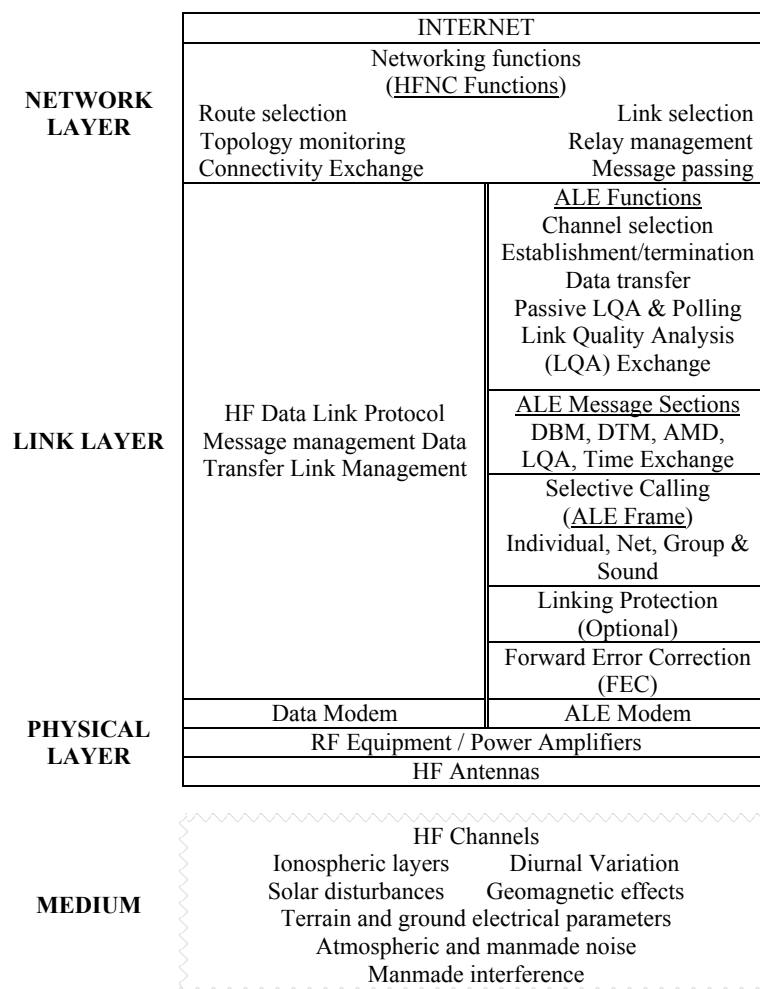 INTERNET
NETWORK
LAYER
Networking functions
(HFNC Functions)
Route selection Link selection
Topology monitoring Relay management
Connectivity Exchange Message passing
LINK LAYER
HF Data Link Protocol
Message management Data
Transfer Link Management
ALE Functions
Channel selection
Establishment/termination
Data transfer
Passive LQA & Polling
Link Quality Analysis
(LQA) Exchange
ALE Message Sections
DBM, DTM, AMD,
LQA, Time Exchange
Selective Calling
(ALE Frame)
Individual, Net, Group &
Sound
Linking Protection
(Optional)
Forward Error Correction
(FEC)
PHYSICAL
LAYER
Data Modem ALE Modem
RF Equipment / Power Amplifiers
HF Antennas
MEDIUM
HF Channels
Ionospheric layers Diurnal Variation
Solar disturbances Geomagnetic effects
Terrain and ground electrical parameters
Atmospheric and manmade noise
Manmade interference